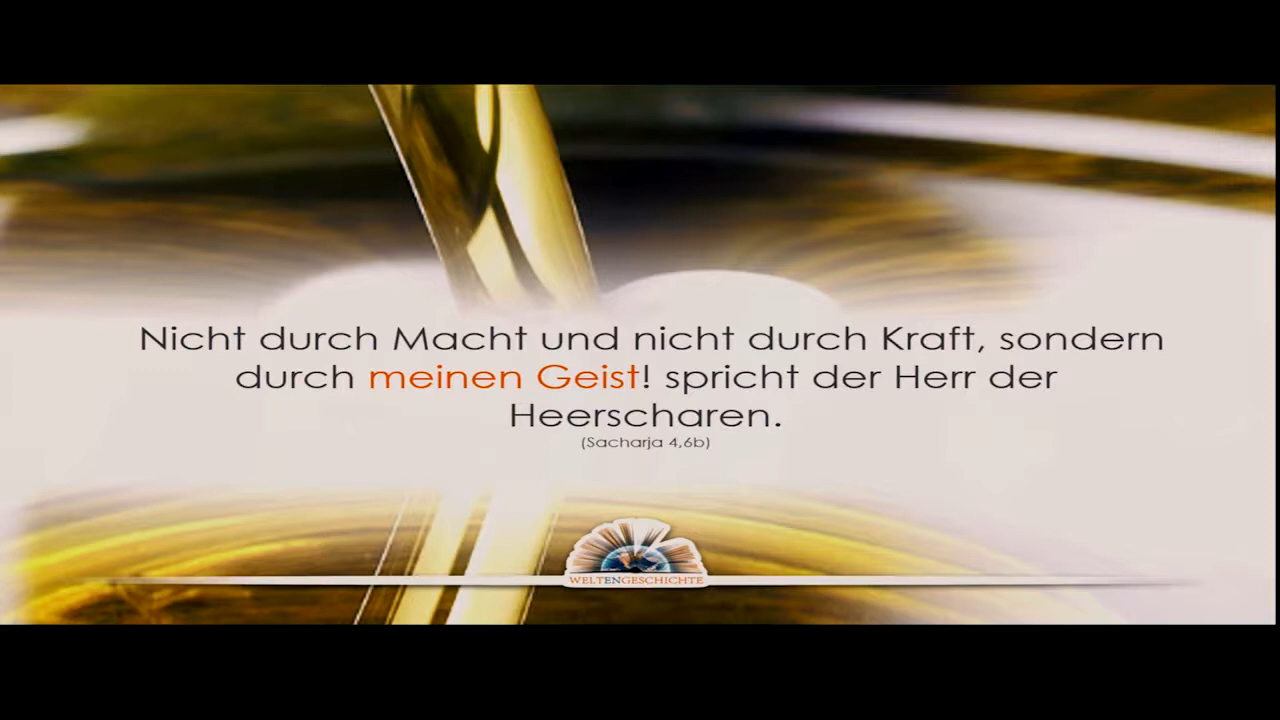 Nicht durch Macht und nicht durch Kraft, sondern
durch meinen Geist! spricht der Herr der
Heerscharen.
(Sacharja 4,6b)
WELTENGESCHICHTE